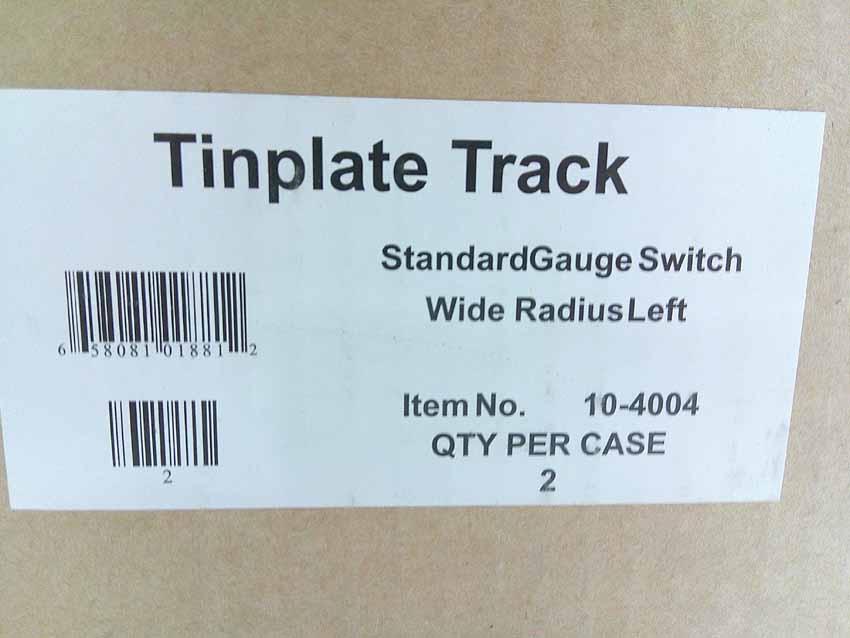 Tinplate Track
StandardGauge Switch
Wide RadiusLeft
6 58081 01881 2
Item No. 10-4004
QTY PER CASE
2
2